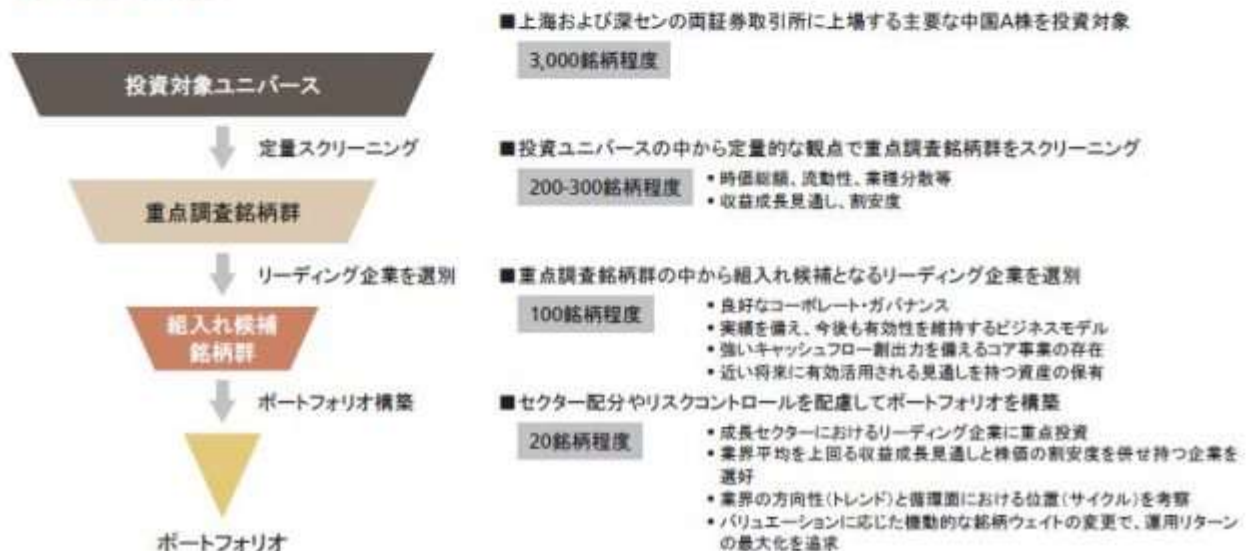 ■上海および深センの両証券取引所に上場する主要な中国A株を投資対象
3,000銘柄程度
投資対象ユニバース
定量スクリーニング
■投資ユニバースの中から定量的な観点で重点調査銘柄群をスクリーニング
200-300銘柄程度
• 時価総額、流動性、業種分散等
• 収益成長見通し、割安度
重点調査銘柄群
リーディング企業を選別
■重点調査銘柄群の中から組入れ候補となるリーディング企業を選別
100銘柄程度
• 良好なコーポレート・ガバナンス
• 実績を備え、今後も有効性を維持するビジネスモデル
• 強いキャッシュフロー創出力を備えるコア事業の存在
• 近い将来に有効活用される見通しを持つ資産の保有
組入れ候補
銘柄群
ポートフォリオ構築
■セクター配分やリスクコントロールを配慮してポートフォリオを構築
20銘柄程度
• 成長セクターにおけるリーディング企業に重点投資
• 業界平均を上回る収益成長見通しと株価の割安度を併せ持つ企業を
選好
• 業界の方向性(トレンド)と循環面における位置(サイクル)を考察
• バリュエーションに応じた機動的な銘柄ウェイトの変更で、運用リターン
の最大化を追求
ポートフォリオ